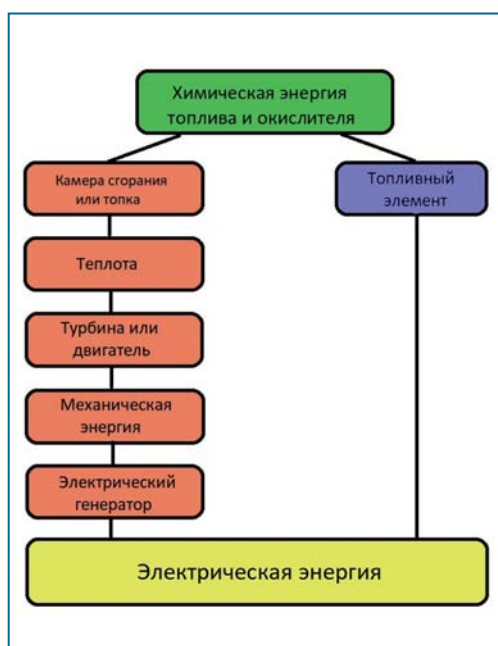 Химическая энергия
топлива и окислителя
Камера сгорания
или топка
Топливный
элемент
Теплота
Турбина или
двигатель
Механическая
энергия
Электрический
генератор
Электрическая энергия